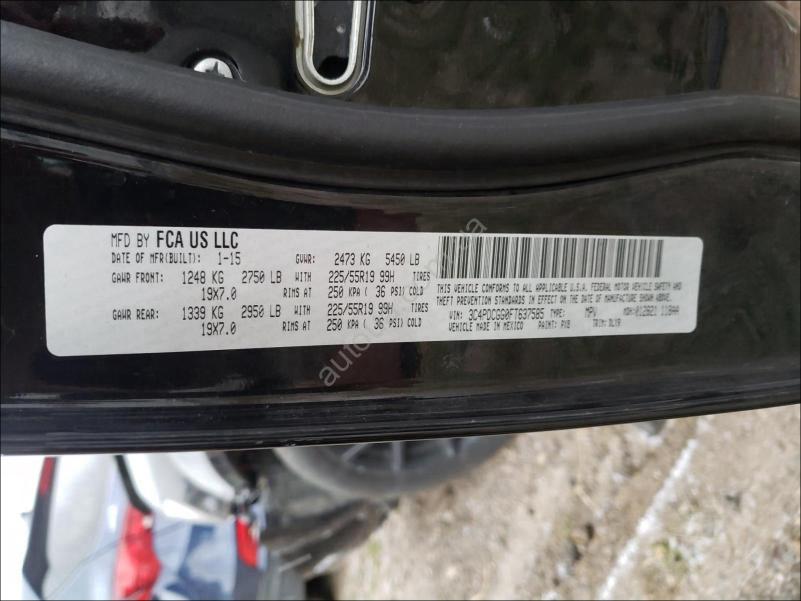 MFD BY FCA US LLC
DATE OF MFR(BUILT): 1-15 GVWR: 2473 KG 5450 LB
GAWR FRONT: 1248 KG 2750 LB WITH 225/55R19 99H TIRES
19X7.0 RIMS AT 250 KPA ( 36 PSI) COLD
GAWR REAR: 1339 KG 2950 LB WITH 225/55R19 99H TIRES
19X7.0 RIMS AT 250 KPA ( 36 PSI) COLD
THIS VEHICLE CONFORMS TO ALL APPLICABLE U.S.A. FEDERAL MOTOR VEHICLE SAFETY AND
THEFT PREVENTION STANDARDS IN EFFECT ON THE DATE OF MANUFACTURE SHOWN ABOVE.
VIN: 3C4PDCGG0FT637585 TYPE: MPV MDH: 012821
VEHICLE MADE IN MEXICO PAINT: PX8 TRIM: DLX9